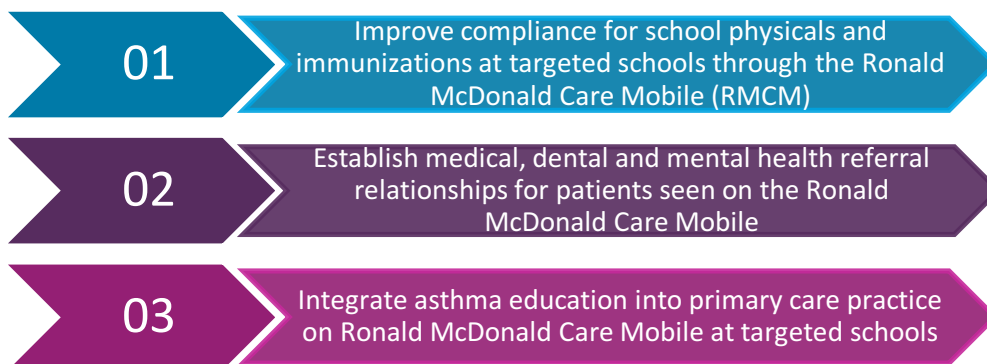 01
Improve compliance for school physicals and
immunizations at targeted schools through the Ronald
McDonald Care Mobile (RMCM)
02
Establish medical, dental and mental health referral
relationships for patients seen on the Ronald
McDonald Care Mobile
03
Integrate asthma education into primary care practice
on Ronald McDonald Care Mobile at targeted schools